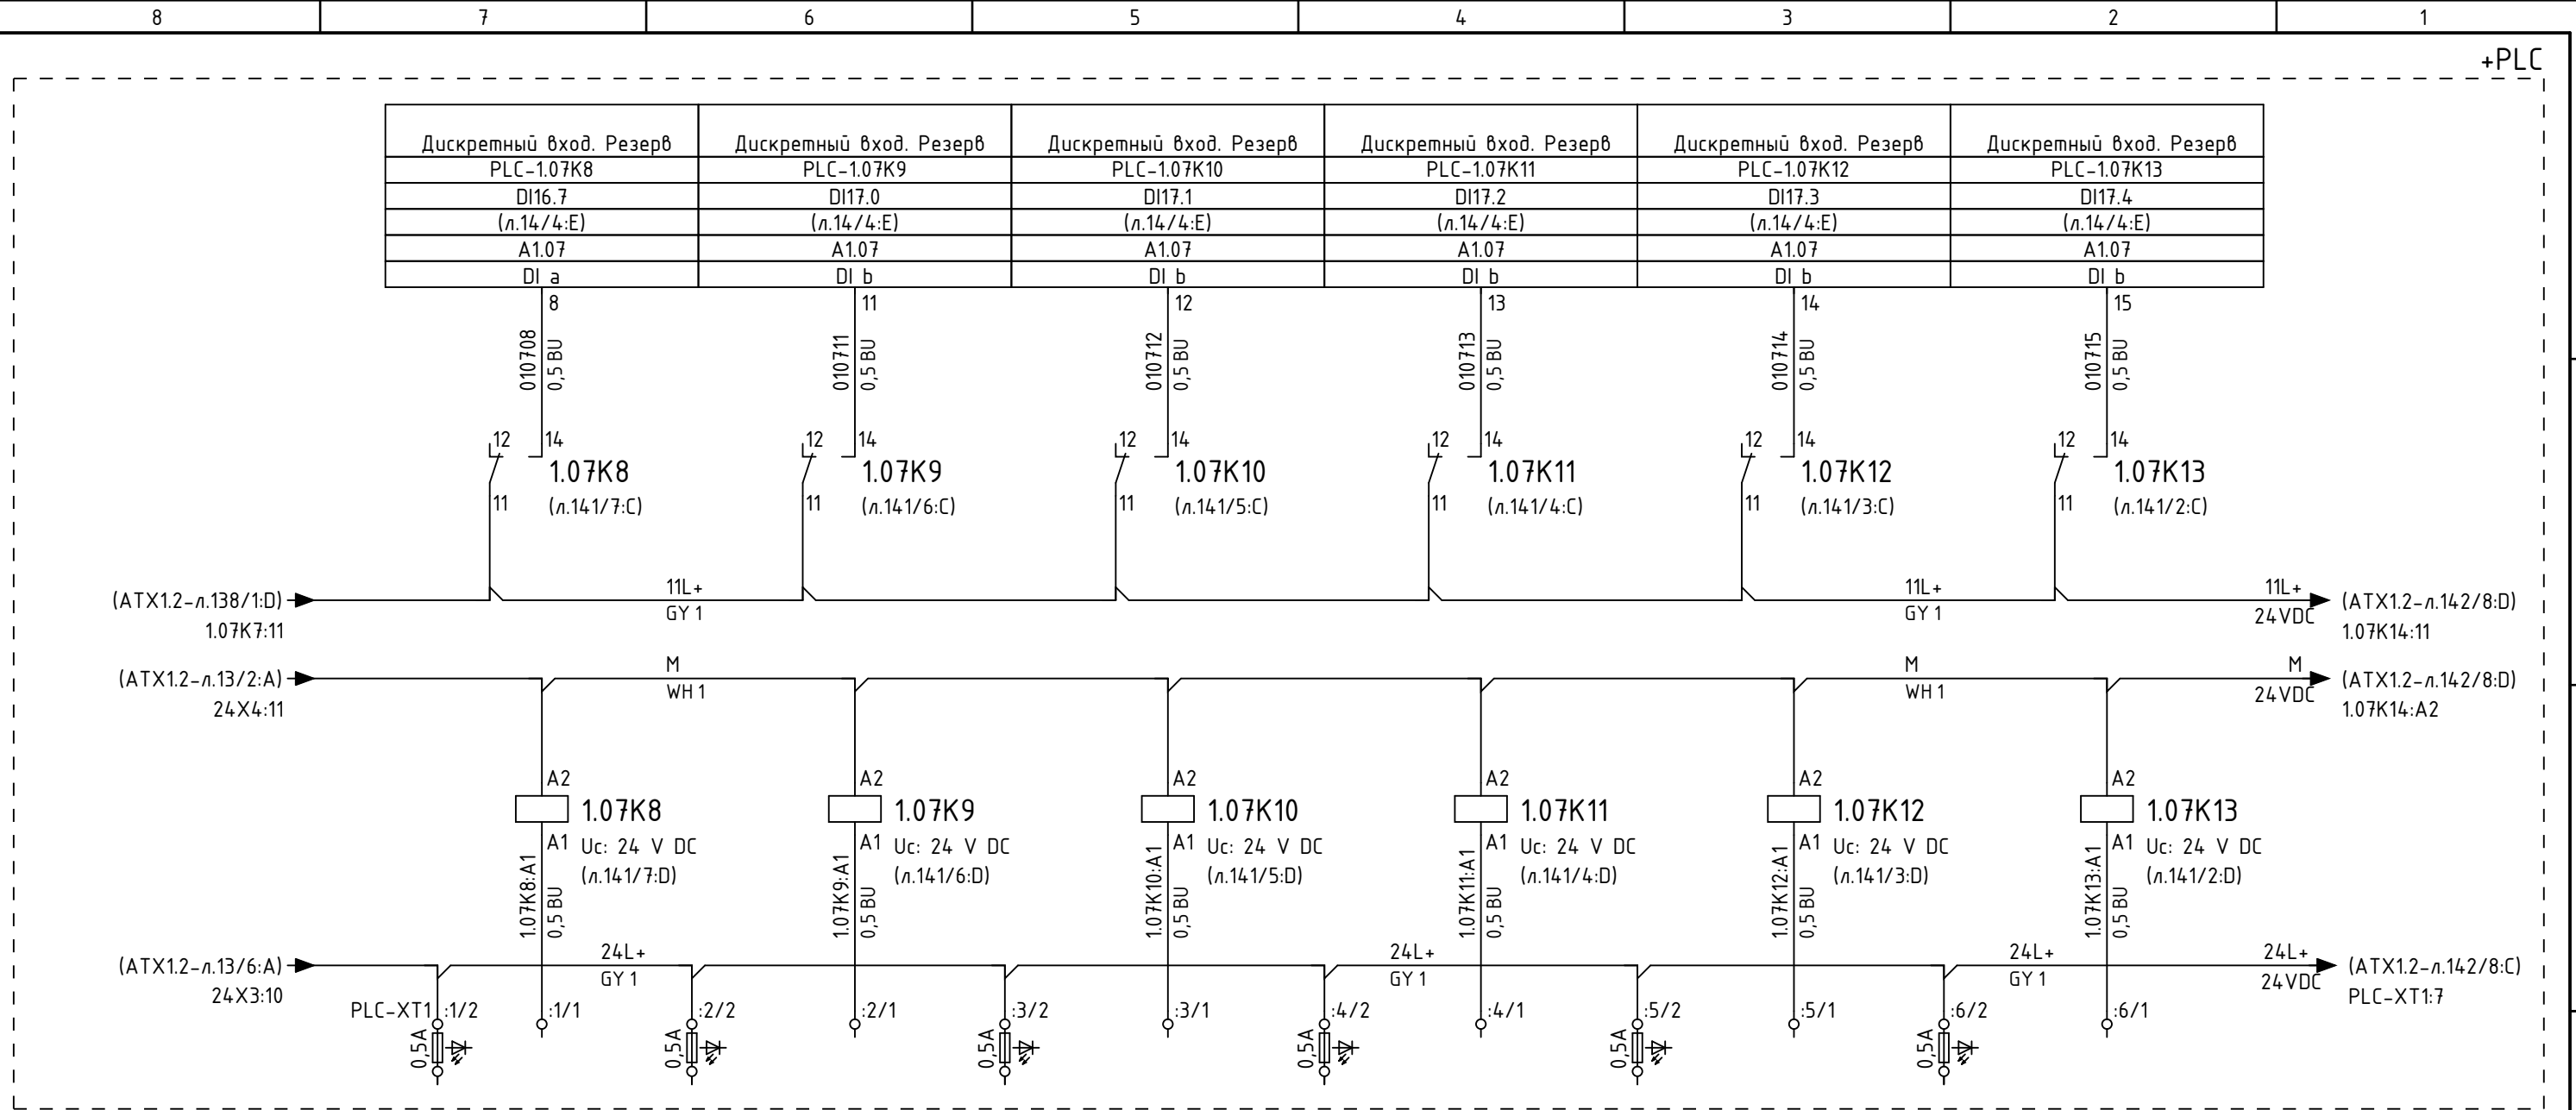 8 7 6 5 4 3 2 1
+PLC
Дискретный вход. Резерв Дискретный вход. Резерв Дискретный вход. Резерв Дискретный вход. Резерв Дискретный вход. Резерв Дискретный вход. Резерв
PLC-1.07K8 PLC-1.07K9 PLC-1.07K10 PLC-1.07K11 PLC-1.07K12 PLC-1.07K13
DI16.7 DI17.0 DI17.1 DI17.2 DI17.3 DI17.4
(л.14/4:E) (л.14/4:E) (л.14/4:E) (л.14/4:E) (л.14/4:E) (л.14/4:E)
A1.07 A1.07 A1.07 A1.07 A1.07 A1.07
DI a DI b DI b DI b DI b DI b
8 11 12 13 14 15
010708 0,5 BU 010711 0,5 BU 010712 0,5 BU 010713 0,5 BU 010714 0,5 BU 010715 0,5 BU
12 14 12 14 12 14 12 14 12 14 12 14
1.07K8 1.07K9 1.07K10 1.07K11 1.07K12 1.07K13
11 (л.141/7:C) 11 (л.141/6:C) 11 (л.141/5:C) 11 (л.141/4:C) 11 (л.141/3:C) 11 (л.141/2:C)
11L+ 11L+ 11L+
(ATX1.2-л.138/1:D) (ATX1.2-л.142/8:D)
GY 1 GY 1 24VDC
1.07K7:11 1.07K14:11
M M M
(ATX1.2-л.13/2:A) (ATX1.2-л.142/8:D)
WH 1 WH 1 24VDC
24X4:11 1.07K14:A2
A2 A2 A2 A2 A2 A2
1.07K8 1.07K9 1.07K10 1.07K11 1.07K12 1.07K13
A1 Uc: 24 V DC A1 Uc: 24 V DC A1 Uc: 24 V DC A1 Uc: 24 V DC A1 Uc: 24 V DC A1 Uc: 24 V DC
(л.141/7:D) (л.141/6:D) (л.141/5:D) (л.141/4:D) (л.141/3:D) (л.141/2:D)
1.07K8:A1 0,5 BU 1.07K9:A1 0,5 BU 1.07K10:A1 0,5 BU 1.07K11:A1 0,5 BU 1.07K12:A1 0,5 BU 1.07K13:A1 0,5 BU
24L+ 24L+ 24L+ 24L+
(ATX1.2-л.13/6:A) (ATX1.2-л.142/8:C)
GY 1 GY 1 GY 1 24VDC
24X3:10 PLC-XT1:7
PLC-XT1 :1/2 :1/1 :2/2 :2/1 :3/2 :3/1 :4/2 :4/1 :5/2 :5/1 :6/2 :6/1
0,5A 0,5A 0,5A 0,5A 0,5A 0,5A